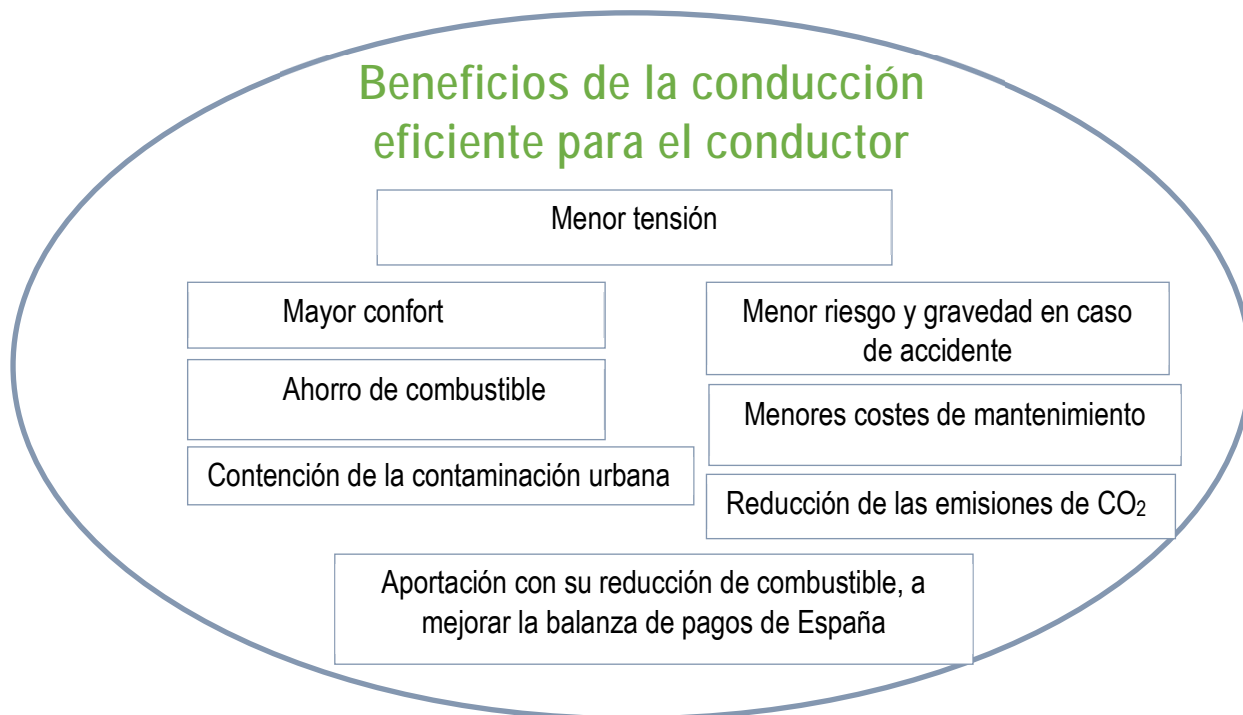 Beneficios de la conducción
eficiente para el conductor
Menor tensión
Mayor confort
Ahorro de combustible
Contención de la contaminación urbana
Menor riesgo y gravedad en caso
de accidente
Menores costes de mantenimiento
Reducción de las emisiones de CO₂
Aportación con su reducción de combustible, a
mejorar la balanza de pagos de España